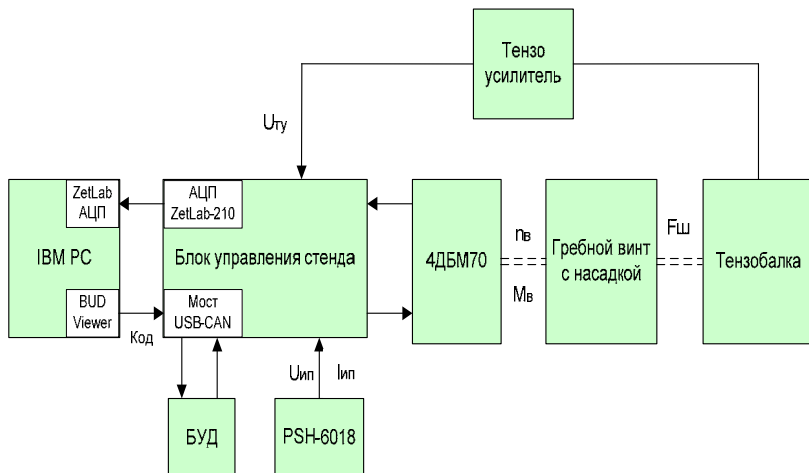 Тензо
усилитель
Uту
ZetLab
АЦП
АЦП
ZetLab-210
IBM PC
Блок управления стенда
BUD
Viewer
Мост
USB-CAN
Код
4ДБМ70
nв
Mв
Гребной винт
с насадкой
Fш
Тензобалка
Uип
Iип
БУД
PSH-6018